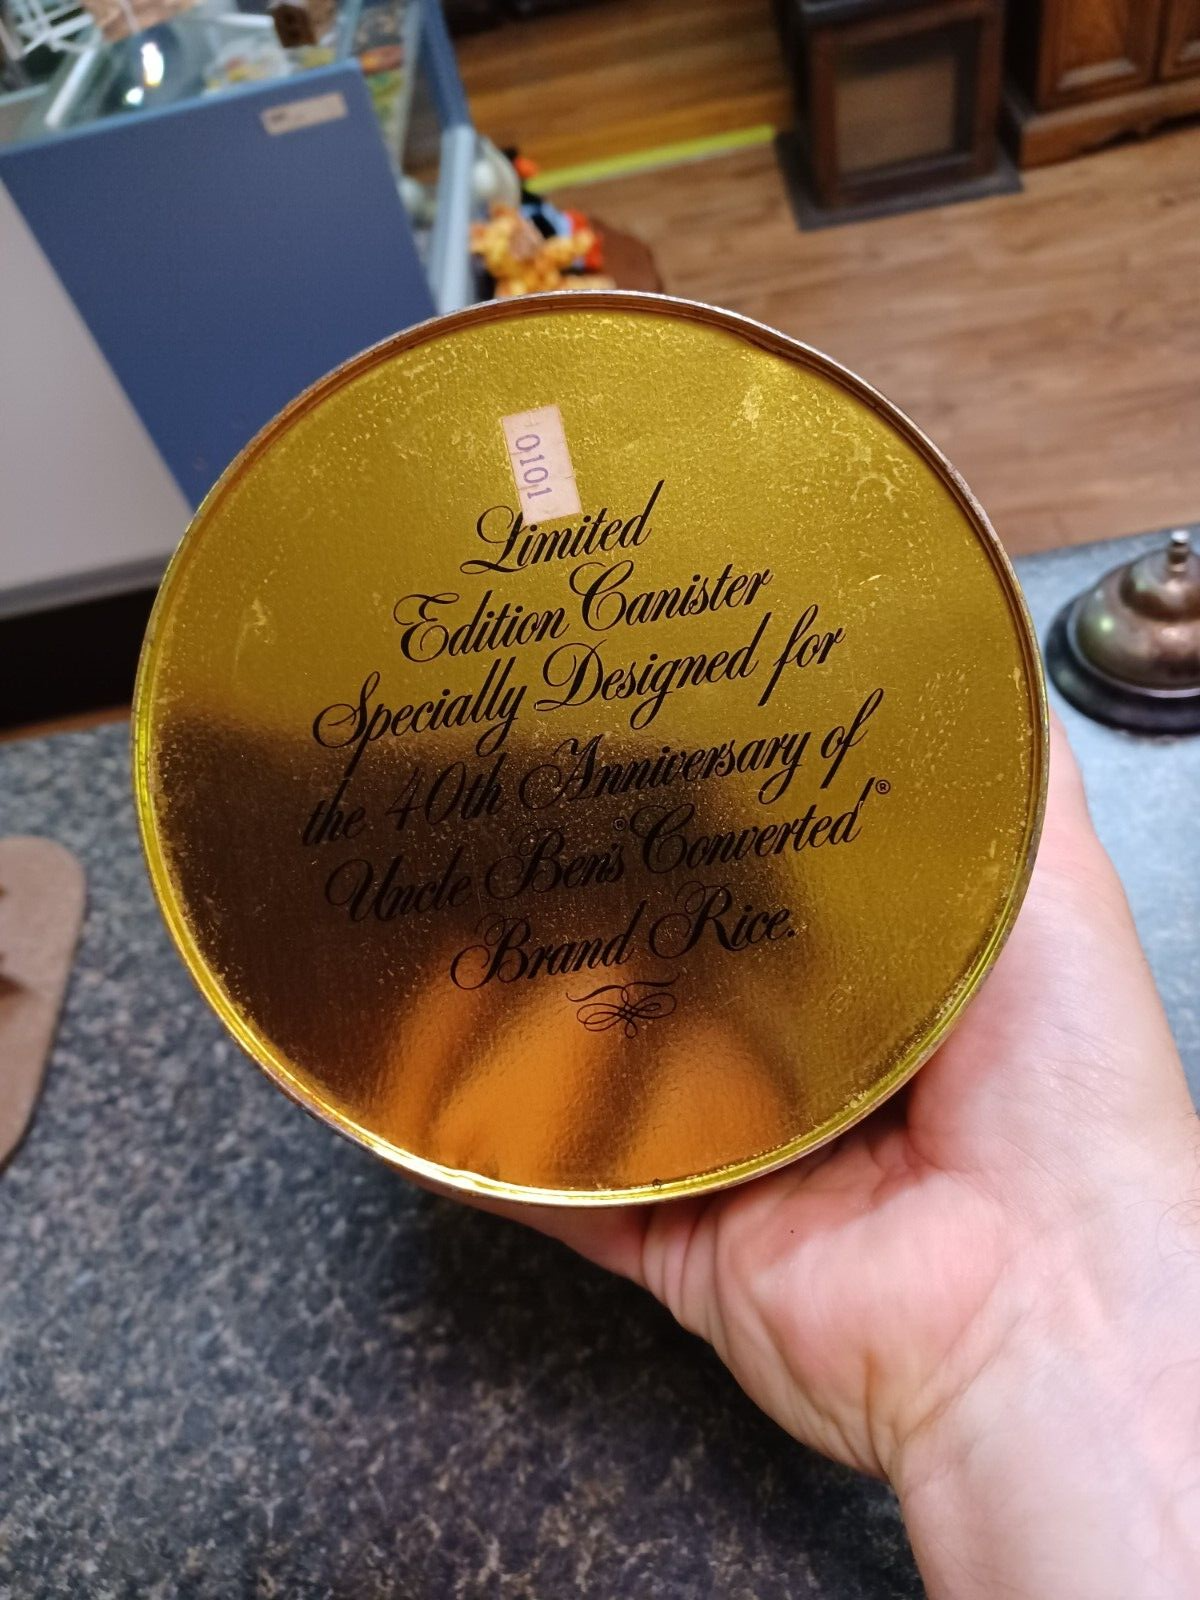 0101
Limited
Edition Canister
Specially Designed for
the 40th Anniversary of
Uncle Ben's® Converted®
Brand Rice.